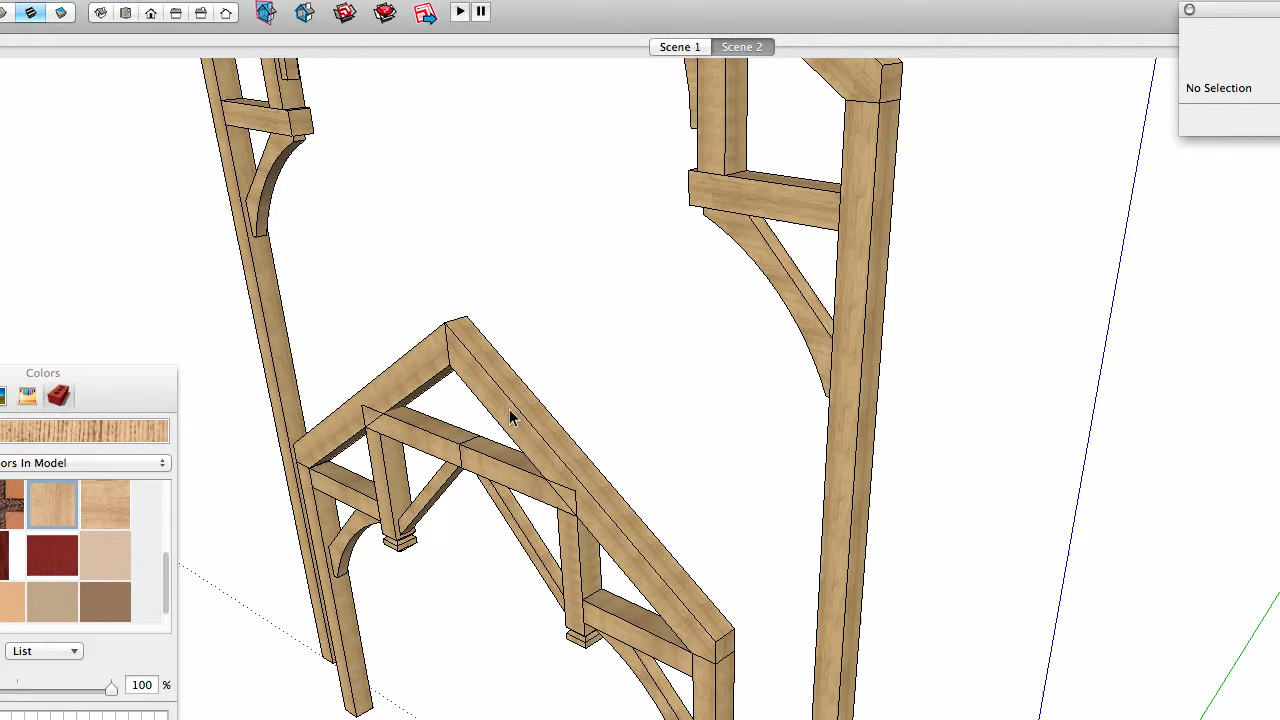 Scene 1
Scene 2
No Selection
Colors
ors In Model
List
100 %